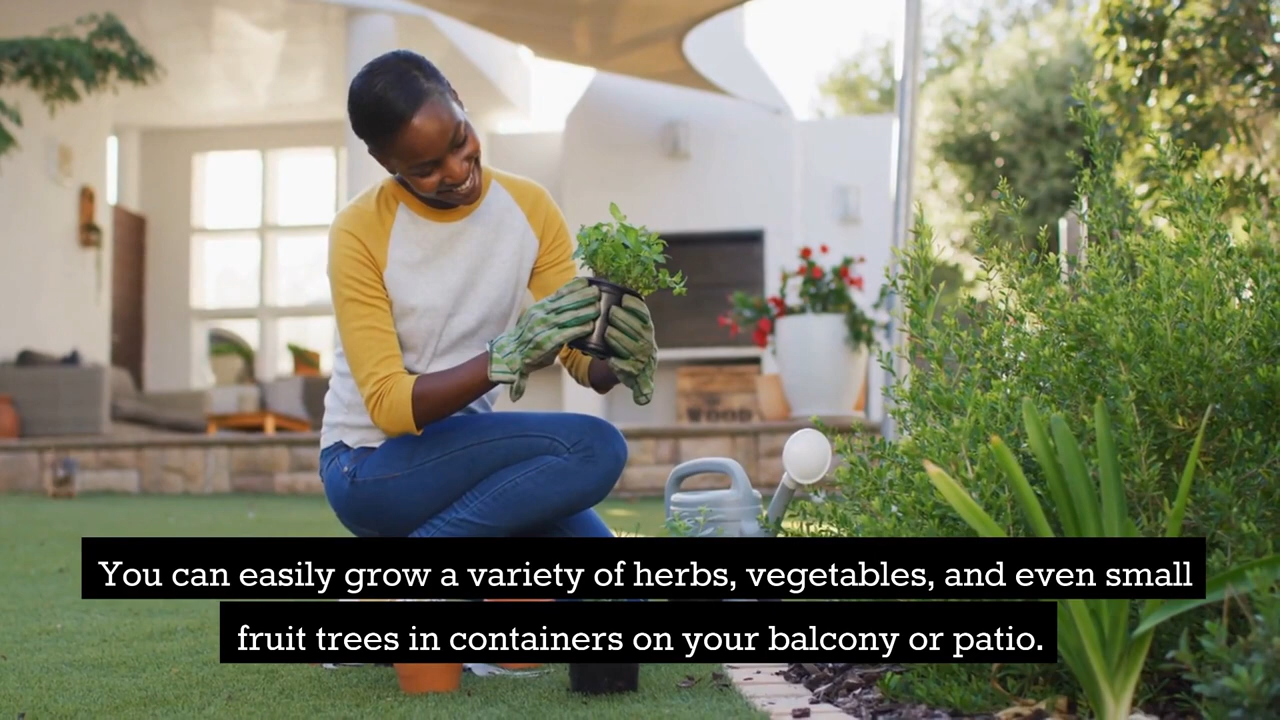 WOOD
You can easily grow a variety of herbs, vegetables, and even small
fruit trees in containers on your balcony or patio.